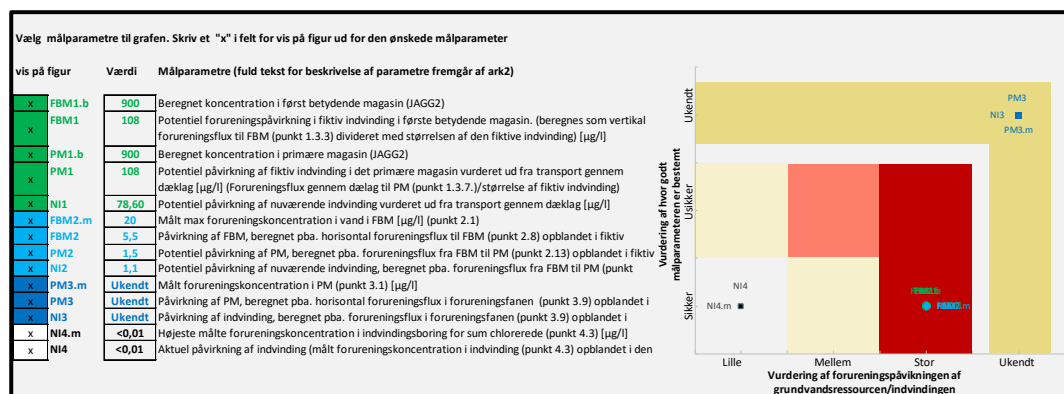 Vælg målparametre til grafen. Skriv et "x" i felt for vis på figur ud for den ønskede målparameter
vis på figur Værdi Målparametre (fuld tekst for beskrivelse af parametre fremgår af ark2)
x FBM1.b 900 Beregnet koncentration i først betydende magasin (JAGG2)
x FBM1 108 Potentiel forureningspåvirkning i fiktiv indvinding i første betydende magasin. (beregnes som vertikal
forureningsflux til FBM (punkt 1.3.3) divideret med størrelsen af den fiktive indvinding) [µg/l]
x PM1.b 900 Beregnet koncentration i primære magasin (JAGG2)
x PM1 108 Potentiel påvirkning af fiktiv indvinding i det primære magasin vurderet ud fra transport gennem
dæklag [µg/l] (Forureningsflux gennem dælag til PM (punkt 1.3.7.)/størrelse af fiktiv indvinding)
x NI1 78,60 Potentiel påvirkning af nuværende indvinding vurderet ud fra transport gennem dæklag [µg/l]
x FBM2.m 20 Målt max forureningskoncentration i vand i FBM [µg/l] (punkt 2.1)
x FBM2 5,5 Påvirkning af FBM, beregnet pba. horisontal forureningsflux til FBM (punkt 2.8) opblandet i fiktiv
x PM2 1,5 Potentiel påvirkning af PM, beregnet pba. forureningsflux fra FBM til PM (punkt 2.13) opblandet i fiktiv
x NI2 1,1 Potentiel påvirkning af nuværende indvinding, beregnet pba. forureningsflux fra FBM til PM (punkt
x PM3.m Ukendt Målt forureningskoncentration i PM (punkt 3.1) [µg/l]
x PM3 Ukendt Påvirkning af PM, beregnet pba. horisontal forureningsflux i forureningsfanen (punkt 3.9) opblandet i
x NI3 Ukendt Påvirkning af indvinding, beregnet pba. forureningsflux i forureningsfanen (punkt 3.9) opblandet i
x NI4.m <0,01 Højeste målte forureningskoncentration i indvindingsboring for sum chlorerede (punkt 4.3) [µg/l]
x NI4 <0,01 Aktuel påvirkning af indvinding (målt forureningskoncentration i indvinding (punkt 4.3) opblandet i den
Vurdering af hvor godt
målparameteren er bestemt
Ukendt
Usikker
Sikker
PM3
NI3
PM3.m
NI4
NI4.m
Lille Mellem Stor Ukendt
Vurdering af forureningspåvikningen af
grundvandsressourcen/indvindingen